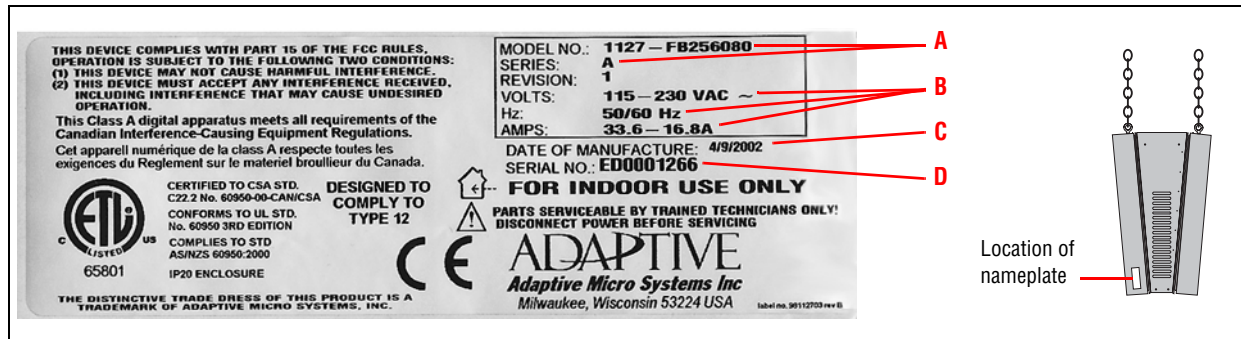 THIS DEVICE COMPLIES WITH PART 15 OF THE FCC RULES,
OPERATION IS SUBJECT TO THE FOLLOWING TWO CONDITIONS:
(1) THIS DEVICE MAY NOT CAUSE HARMFUL INTERFERENCE.
(2) THIS DEVICE MUST ACCEPT ANY INTERFERENCE RECEIVED,
INCLUDING INTERFERENCE THAT MAY CAUSE UNDESIRED
OPERATION.
This Class A digital apparatus meets all requirements of the
Canadian Interference-Causing Equipment Regulations.
Cet appareil numérique de la class A respecte toutes les
exigences du Reglement sur le materiel brouilleur du Canada.
C ETL US
LISTED
65801
CERTIFIED TO CSA STD.
C22.2 No. 60950-00-CAN/CSA
CONFORMS TO UL STD.
No. 60950 3RD EDITION
COMPLIES TO STD
AS/NZS 60950:2000
IP20 ENCLOSURE
DESIGNED TO
COMPLY TO
TYPE 12
CE
THE DISTINCTIVE TRADE DRESS OF THIS PRODUCT IS A
TRADEMARK OF ADAPTIVE MICRO SYSTEMS, INC.
MODEL NO.: 1127-FB256080
SERIES: A
REVISION: 1
VOLTS: 115-230 VAC ~
Hz: 50/60 Hz
AMPS: 33.6-16.8A
DATE OF MANUFACTURE: 4/9/2002
SERIAL NO.: ED0001266
FOR INDOOR USE ONLY
PARTS SERVICEABLE BY TRAINED TECHNICIANS ONLY!
DISCONNECT POWER BEFORE SERVICING
ADAPTIVE
Adaptive Micro Systems Inc
Milwaukee, Wisconsin 53224 USA
label no. 98112703 rev B
A
B
C
D
Location of
nameplate